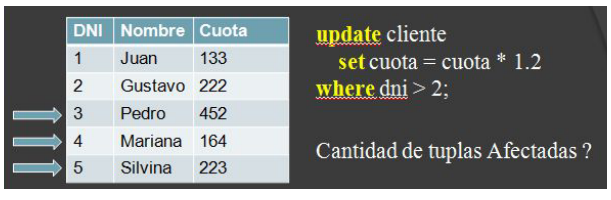 DNI Nombre Cuota
1 Juan 133
2 Gustavo 222
3 Pedro 452
4 Mariana 164
5 Silvina 223
update cliente
set cuota = cuota * 1.2
where dni > 2;
Cantidad de tuplas Afectadas ?